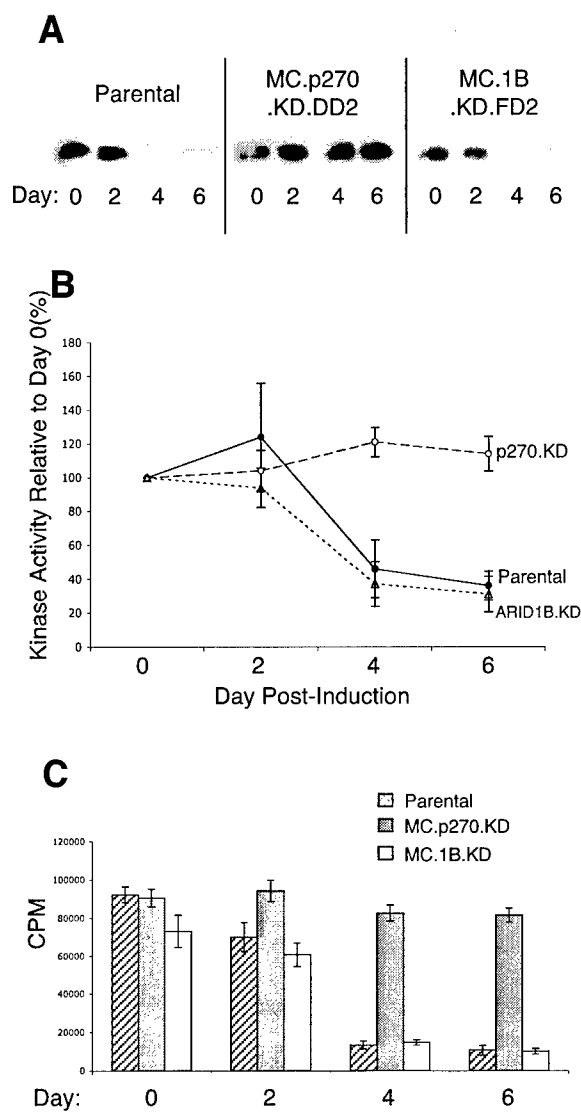 A
Parental
MC.p270
.KD.DD2
MC.1B
.KD.FD2
Day: 0 2 4 6 0 2 4 6 0 2 4 6
B
Kinase Activity Relative to Day 0(%)
180
160
140
120
100
80
60
40
20
0
p270.KD
Parental
ARID1B.KD
0 2 4 6
Day Post-Induction
C
Parental
MC.p270.KD
MC.1B.KD
CPM
120000
100000
80000
60000
40000
20000
0
Day: 0 2 4 6